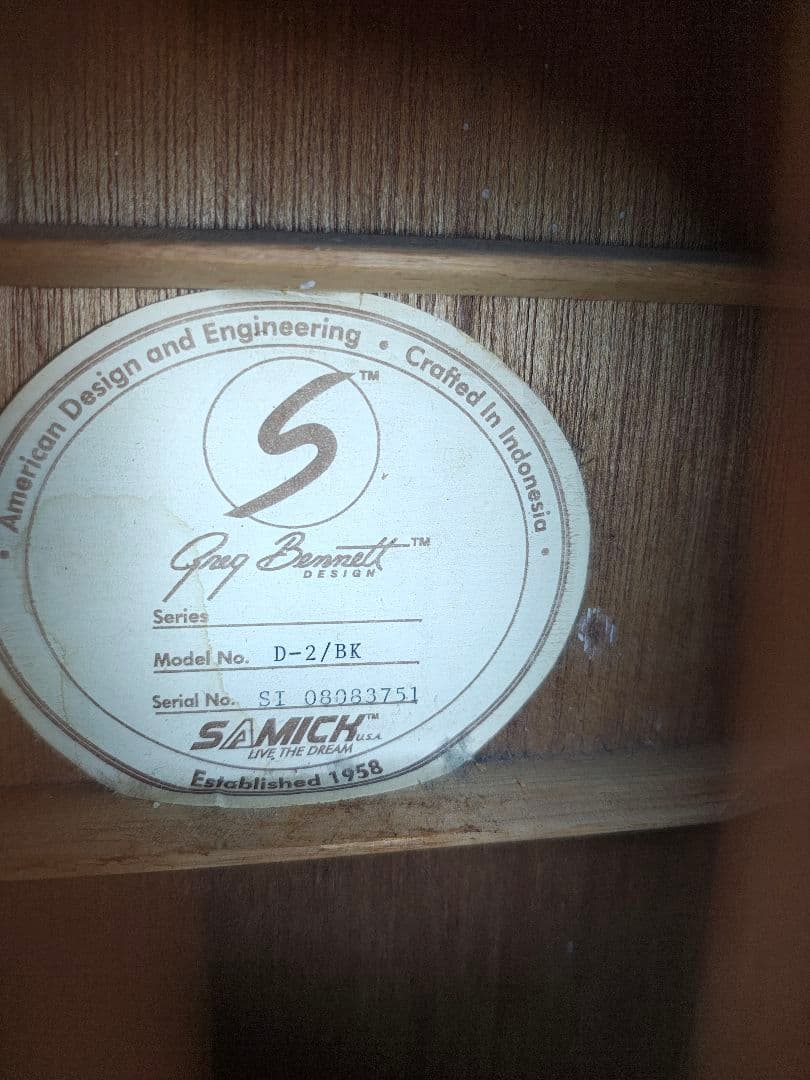 • American Design and Engineering • Crafted In Indonesia •
S™
Greg Bennett™
DESIGN
Series
Model No. D-2/BK
Serial No. SI 08083751
SAMICK™ U.S.A
LIVE THE DREAM
Established 1958